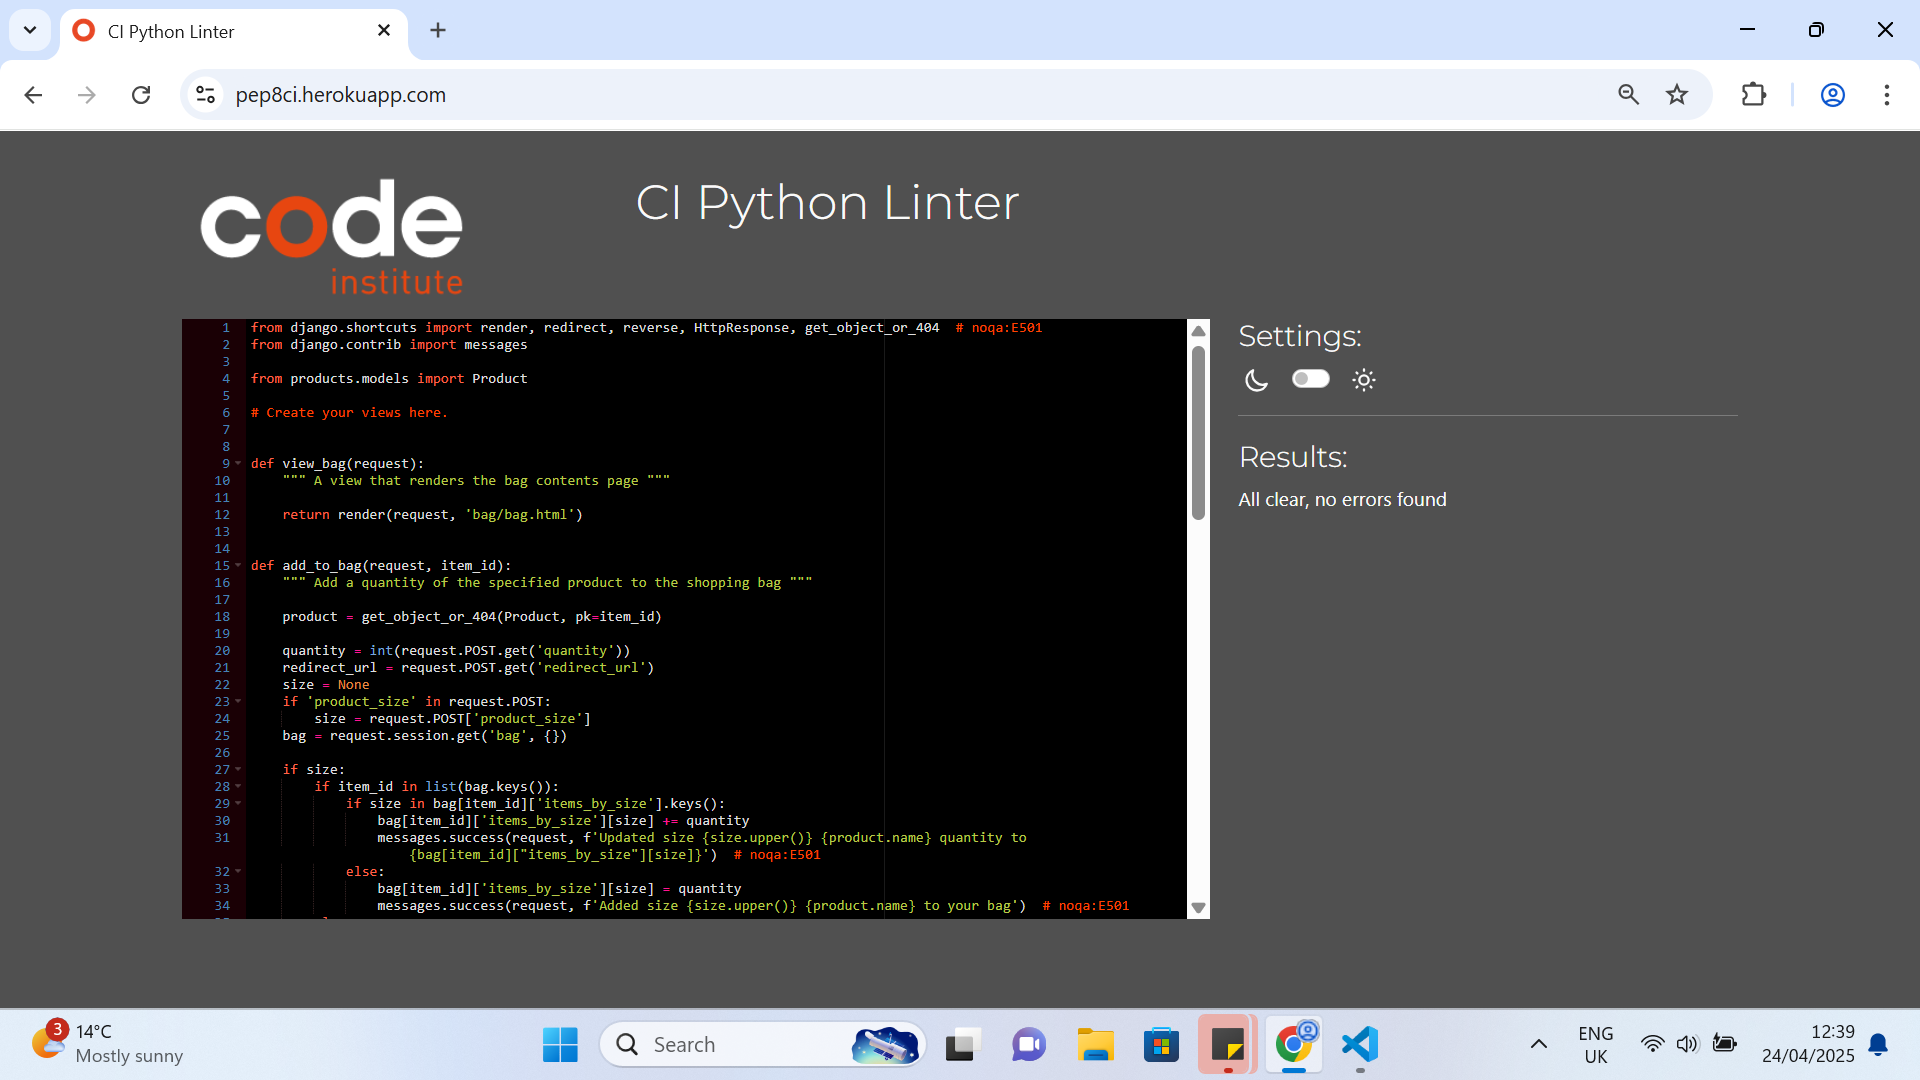 CI Python Linter
pep8ci.herokuapp.com
code
institute
CI Python Linter
1 from django.shortcuts import render, redirect, reverse, HttpResponse, get_object_or_404  # noqa:E501
2 from django.contrib import messages
3
4 from products.models import Product
5
6 # Create your views here.
7
8
9 def view_bag(request):
10     """ A view that renders the bag contents page """
11
12     return render(request, 'bag/bag.html')
13
14
15 def add_to_bag(request, item_id):
16     """ Add a quantity of the specified product to the shopping bag """
17
18     product = get_object_or_404(Product, pk=item_id)
19
20     quantity = int(request.POST.get('quantity'))
21     redirect_url = request.POST.get('redirect_url')
22     size = None
23     if 'product_size' in request.POST:
24         size = request.POST['product_size']
25     bag = request.session.get('bag', {})
26
27     if size:
28         if item_id in list(bag.keys()):
29             if size in bag[item_id]['items_by_size'].keys():
30                 bag[item_id]['items_by_size'][size] += quantity
31                 messages.success(request, f'Updated size {size.upper()} {product.name} quantity to
{bag[item_id]["items_by_size"][size]}')  # noqa:E501
32             else:
33                 bag[item_id]['items_by_size'][size] = quantity
34                 messages.success(request, f'Added size {size.upper()} {product.name} to your bag')  # noqa:E501
Settings:
Results:
All clear, no errors found
3
14°C
Mostly sunny
Search
ENG
UK
12:39
24/04/2025